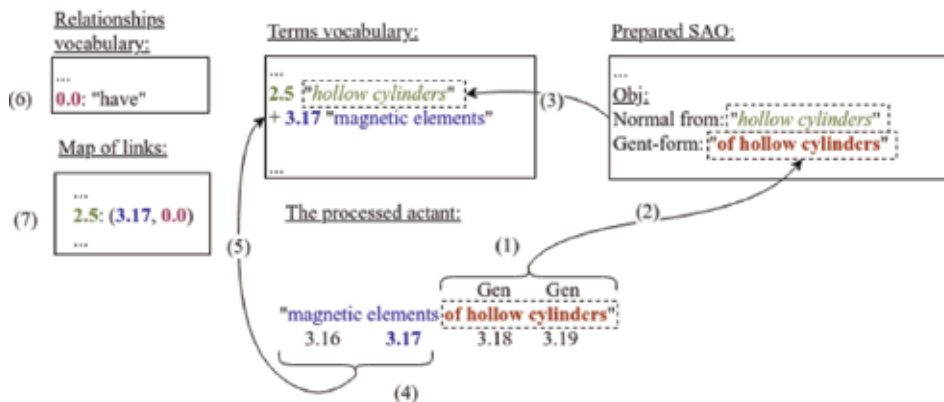 Relationships
vocabulary:
...
(6)
0.0: "have"
Map of links:
(7)
...
2.5: (3.17, 0.0)
...
Terms vocabulary:
...
2.5 "hollow cylinders"
+ 3.17 "magnetic elements"
...
(3)
Prepared SAO:
...
Obj:
Normal from: "hollow cylinders"
Gent-form: "of hollow cylinders"
The processed actant:
(5)
(1)
(2)
Gen Gen
"magnetic elements of hollow cylinders"
3.16 3.17 3.18 3.19
(4)